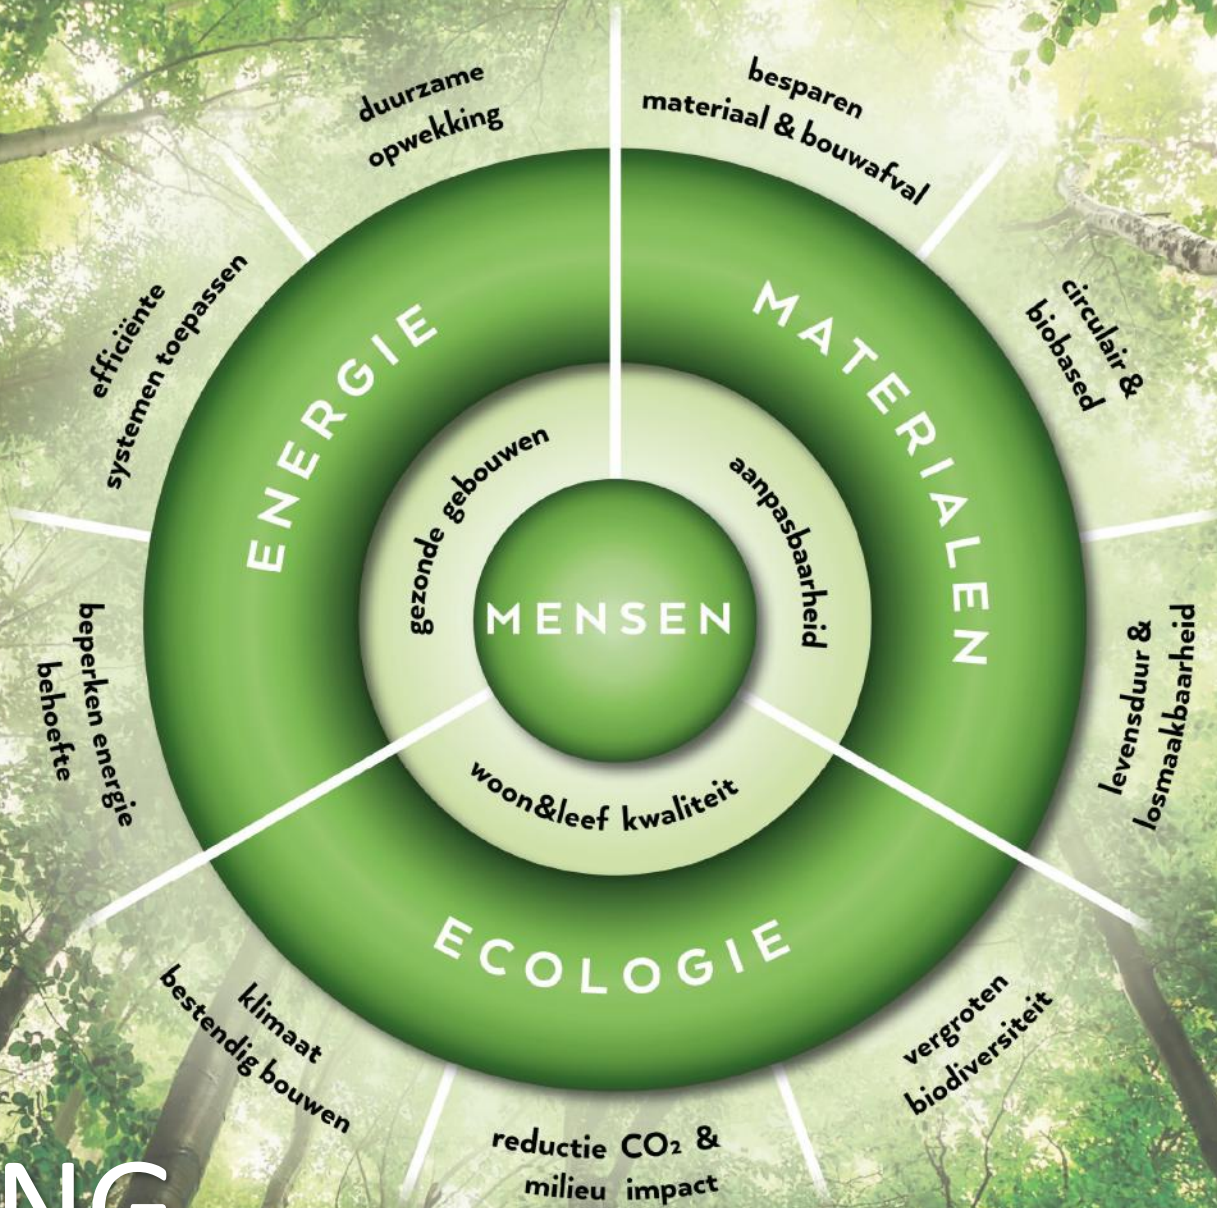 duurzame
opwekking
besparen
materiaal & bouwafval
efficiënte
systemen toepassen
circulair &
biobased
ENERGIE
MATERIALEN
gezonde gebouwen
aanpasbaarheid
MENSEN
woon&leef kwaliteit
beperken energie
behoefte
levensduur &
losmaakbaarheid
ECOLOGIE
klimaat
bestendig bouwen
vergroten
biodiversiteit
reductie CO₂ &
milieu impact
NG